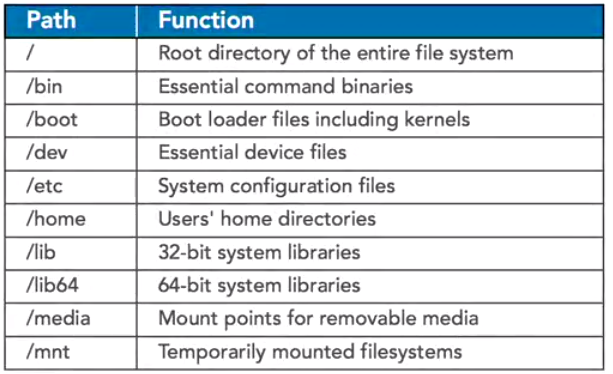 Path Function
/ Root directory of the entire file system
/bin Essential command binaries
/boot Boot loader files including kernels
/dev Essential device files
/etc System configuration files
/home Users' home directories
/lib 32-bit system libraries
/lib64 64-bit system libraries
/media Mount points for removable media
/mnt Temporarily mounted filesystems